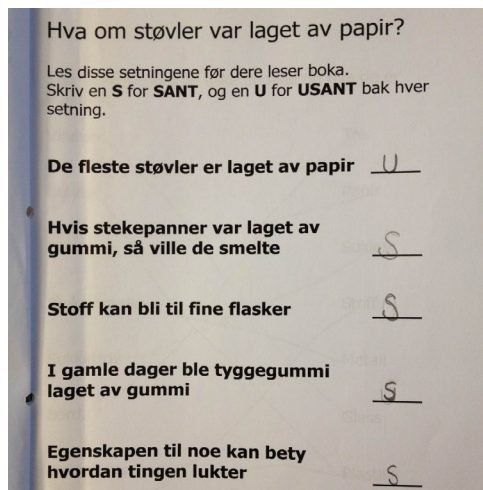 Hva om støvler var laget av papir?
Les disse setningene før dere leser boka.
Skriv en S for SANT, og en U for USANT bak hver
setning.
De fleste støvler er laget av papir U
Hvis stekepanner var laget av
gummi, så ville de smelte S
Stoff kan bli til fine flasker S
I gamle dager ble tyggegummi
laget av gummi S
Egenskapen til noe kan bety
hvordan tingen lukter S